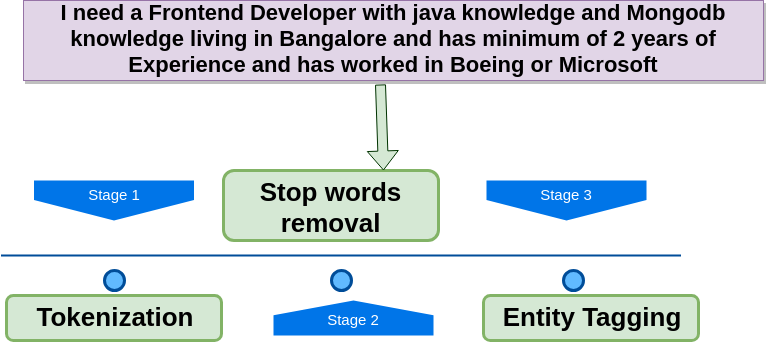 I need a Frontend Developer with java knowledge and Mongodb
knowledge living in Bangalore and has minimum of 2 years of
Experience and has worked in Boeing or Microsoft
Stage 1
Stop words
removal
Stage 3
Tokenization
Stage 2
Entity Tagging